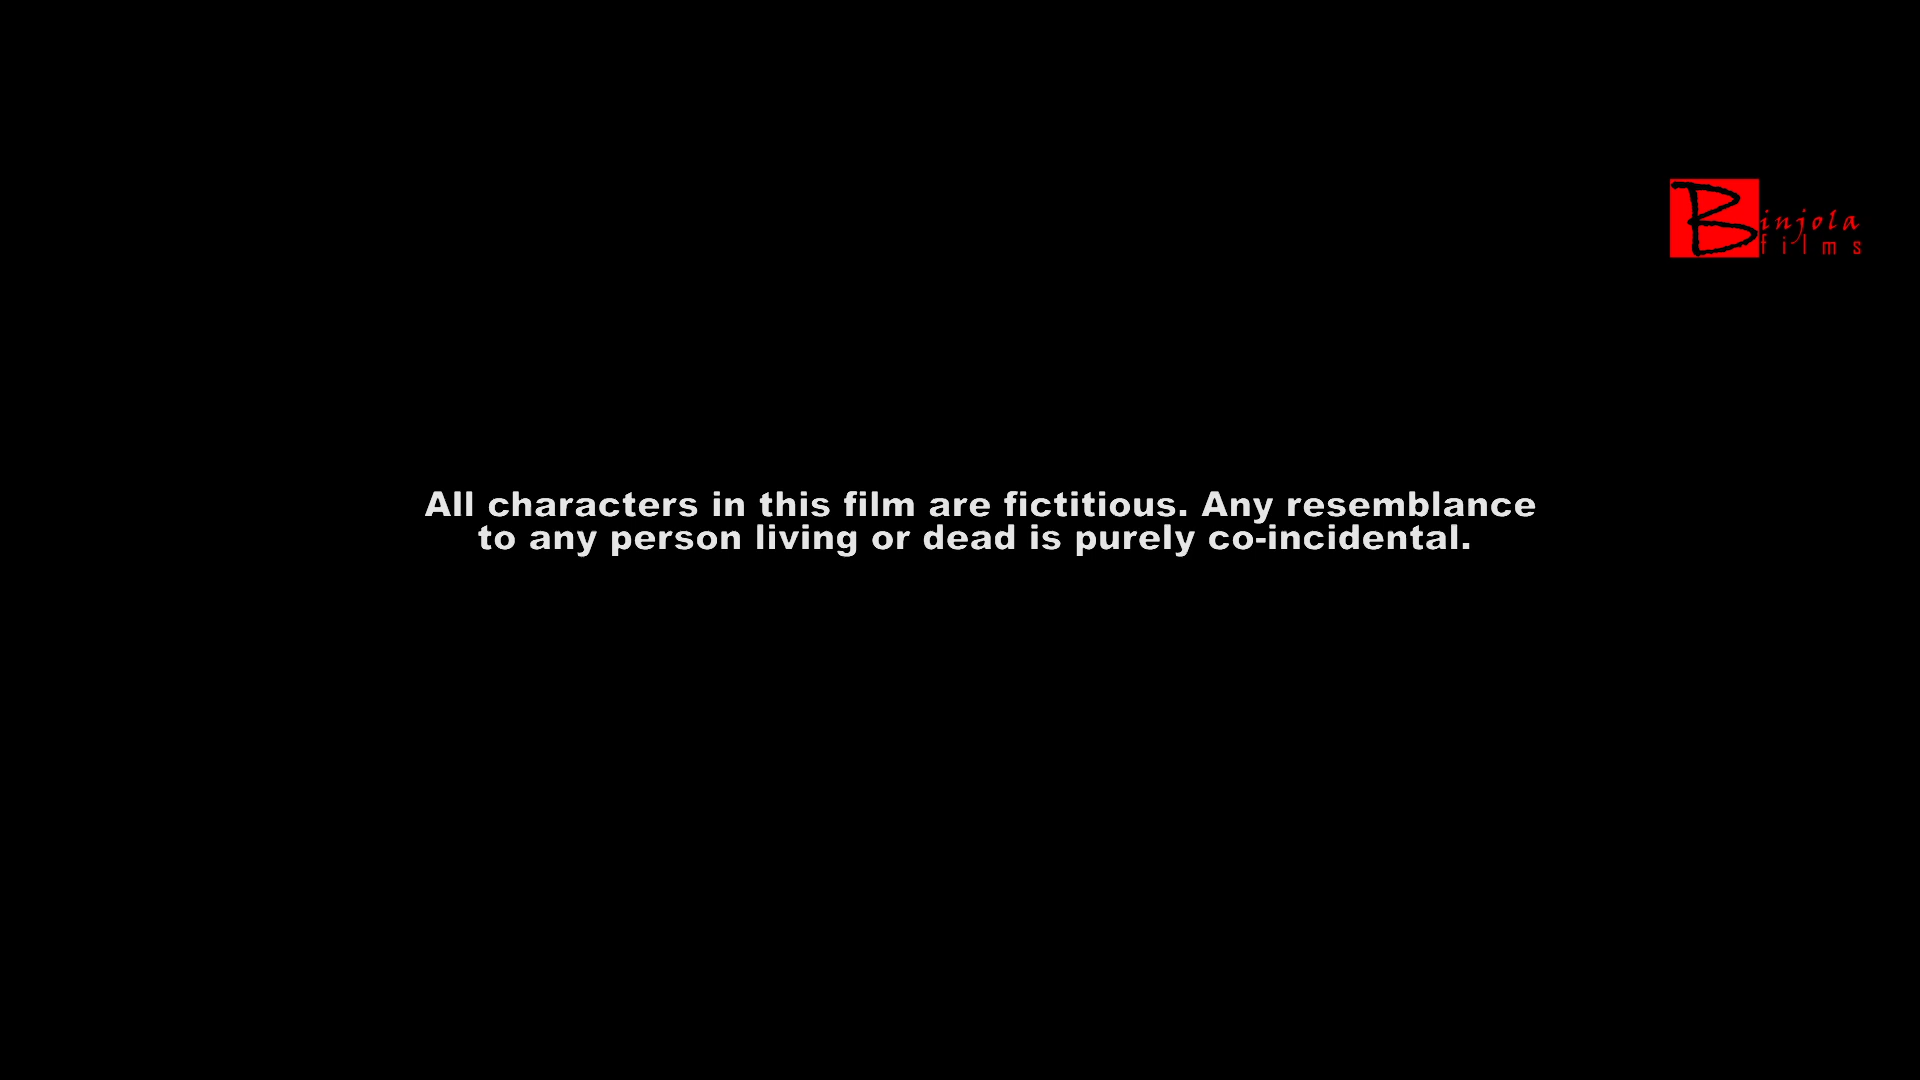 Binjola
films
All characters in this film are fictitious. Any resemblance
to any person living or dead is purely co-incidental.